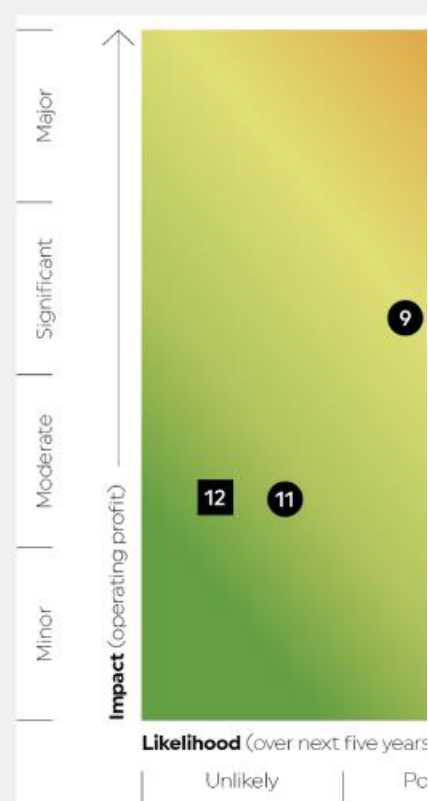 Major
Significant
Moderate
Minor
Impact (operating profit)
9
12
11
Likelihood (over next five years
Unlikely
Po